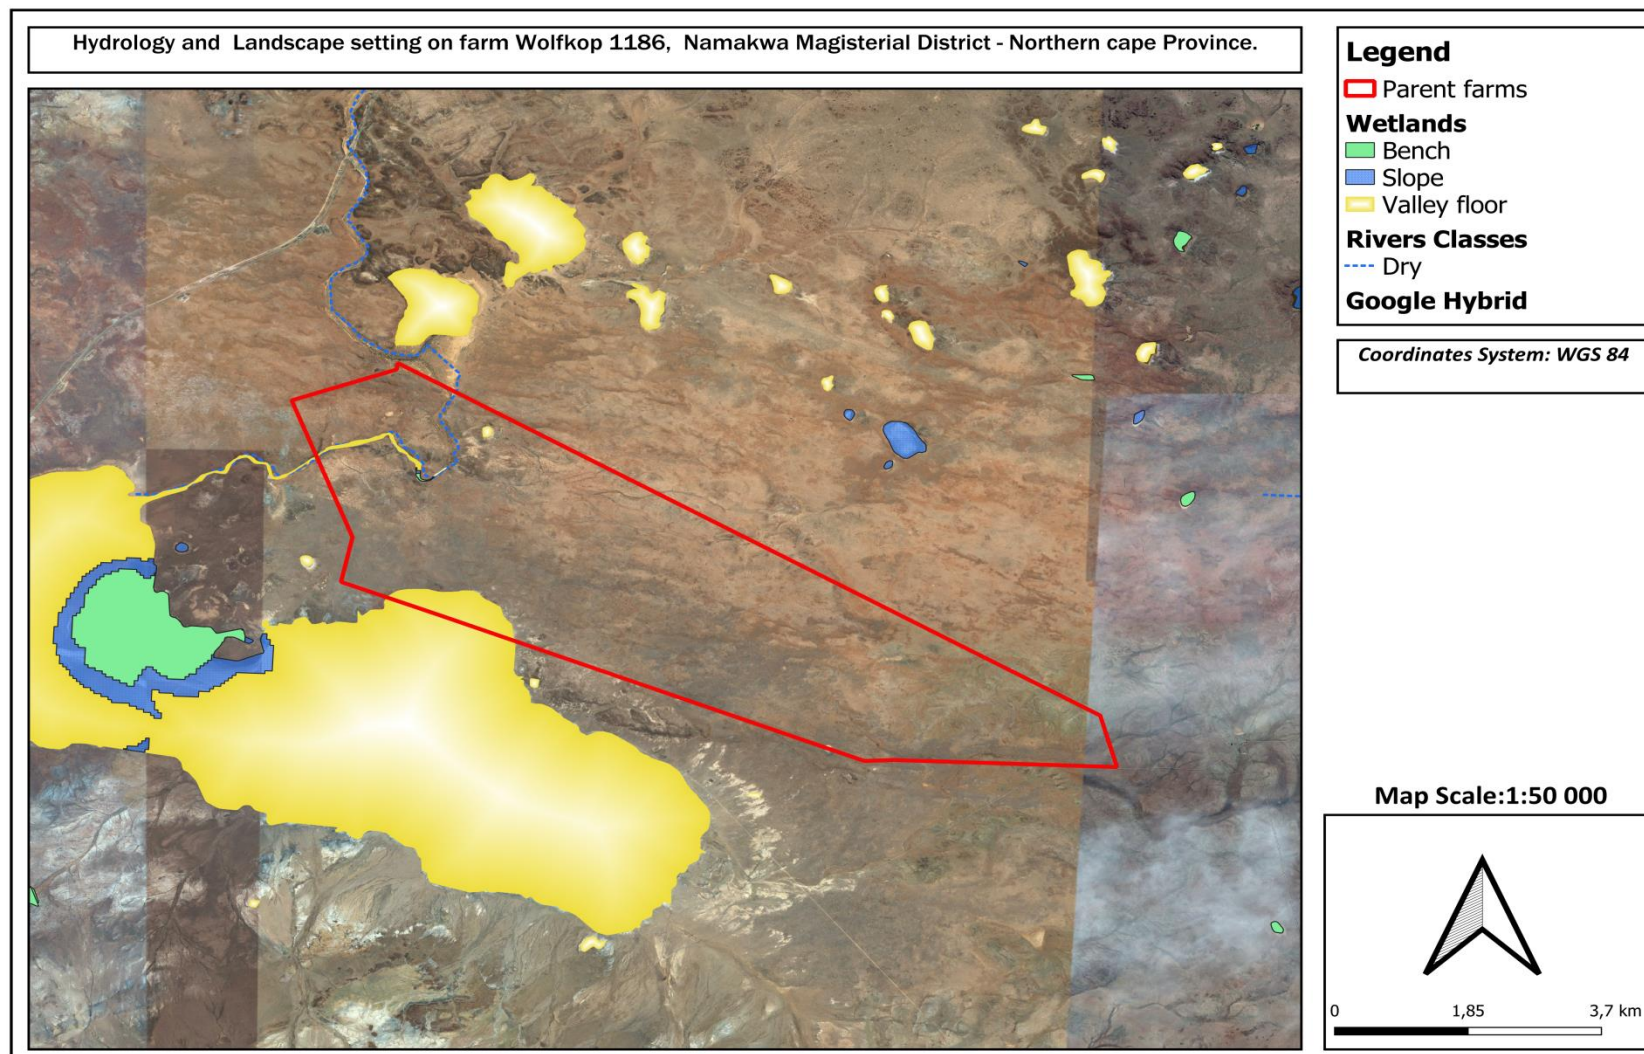 Hydrology and Landscape setting on farm Wolfkop 1186, Namakwa Magisterial District - Northern cape Province.
Legend
Parent farms
Wetlands
Bench
Slope
Valley floor
Rivers Classes
Dry
Google Hybrid
Coordinates System: WGS 84
Map Scale:1:50 000
0 1,85 3,7 km